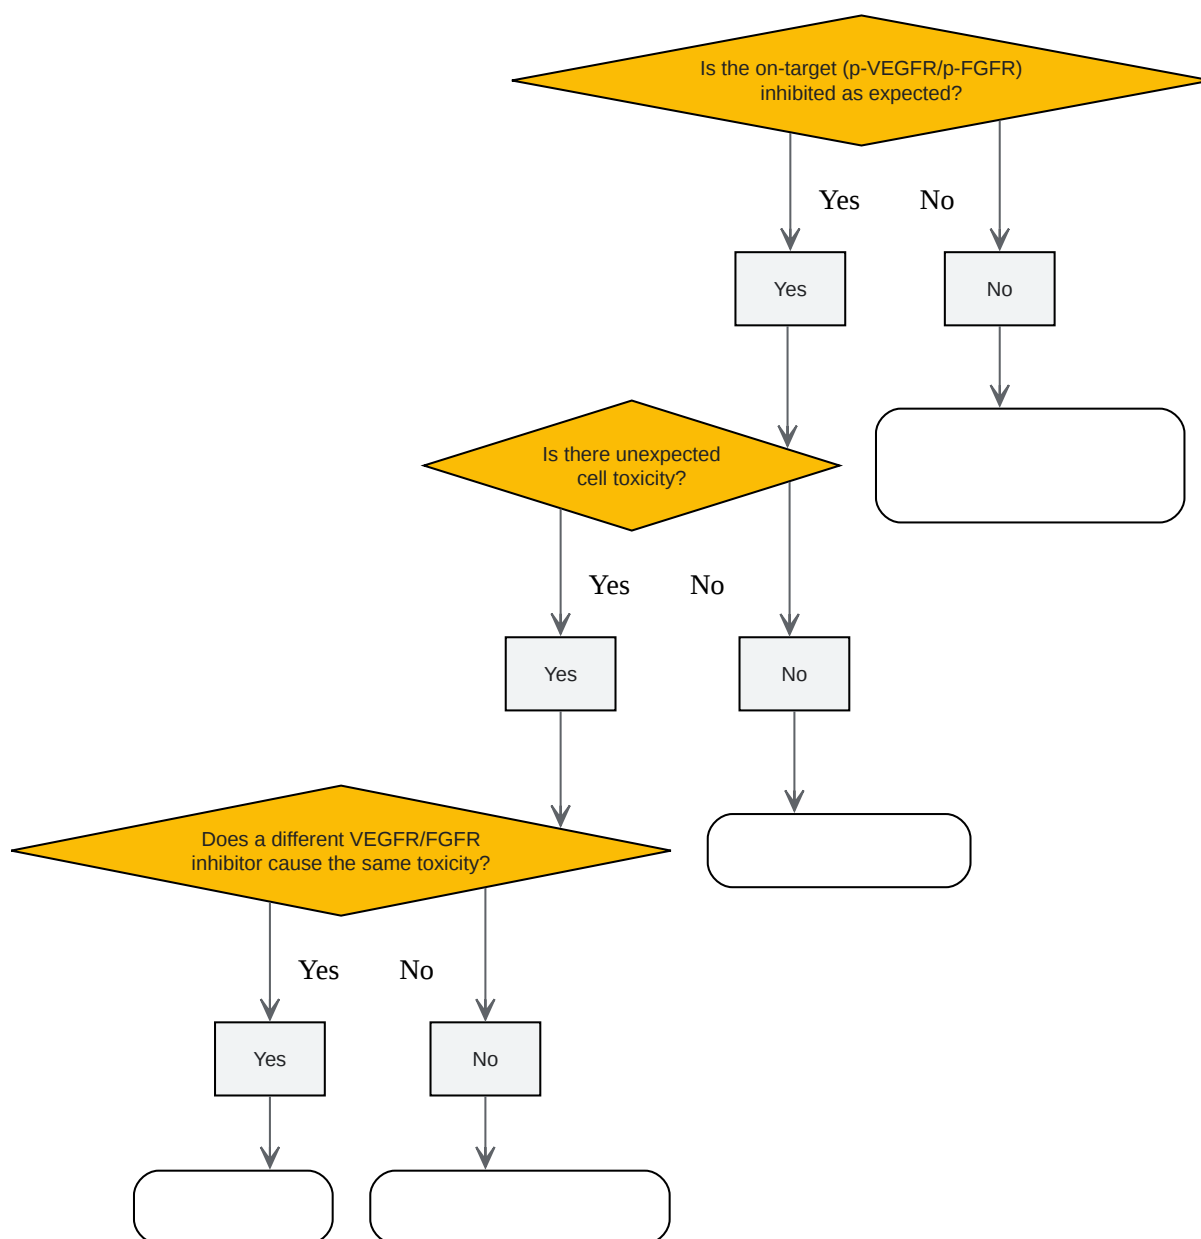 Is the on-target (p-VEGFR/p-FGFR)
inhibited as expected?
Yes
No
Yes
No
Is there unexpected
cell toxicity?
Yes
No
Yes
No
Does a different VEGFR/FGFR
inhibitor cause the same toxicity?
Yes
No
Yes
No